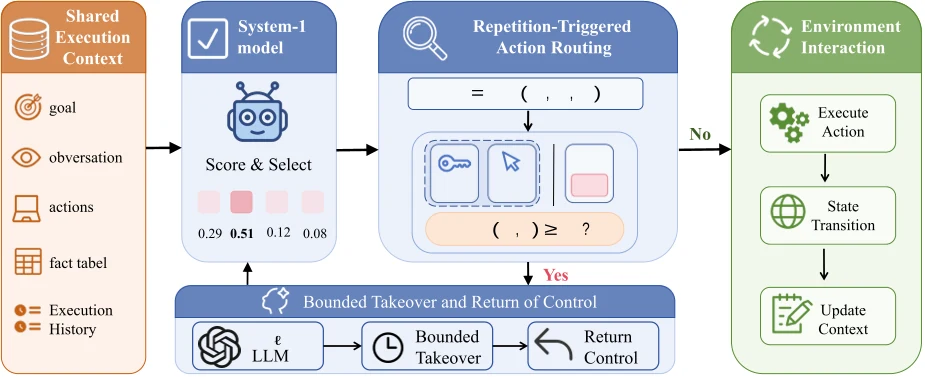 Shared
Execution
Context
goal
obversation
actions
fact tabel
Execution
History
System-1
model
Score & Select
0.29 0.51 0.12 0.08
Repetition-Triggered
Action Routing
= ( , , )
( , ) ≥ ?
No
Yes
Bounded Takeover and Return of Control
ℓ
LLM
Bounded
Takeover
Return
Control
Environment
Interaction
Execute
Action
State
Transition
Update
Context